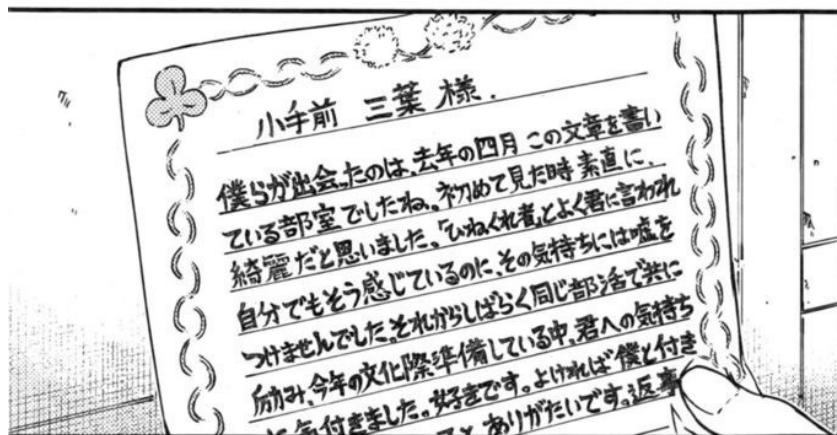 小手前 三葉 様.
僕らが出会ったのは、去年の四月 この文章を書い
ている部室でしたね。初めて見た時 素直に、
綺麗だと思いました。「ひねくれ者」とよく君に言われ
自分でもそう感じているのに、その気持ちには嘘を
つけませんでした。それからしばらく同じ部活で共に
励み、今年の文化際準備している中、君への気持ち
に気付きました。好きです。よければ僕と付き
と ありがたいです。返事